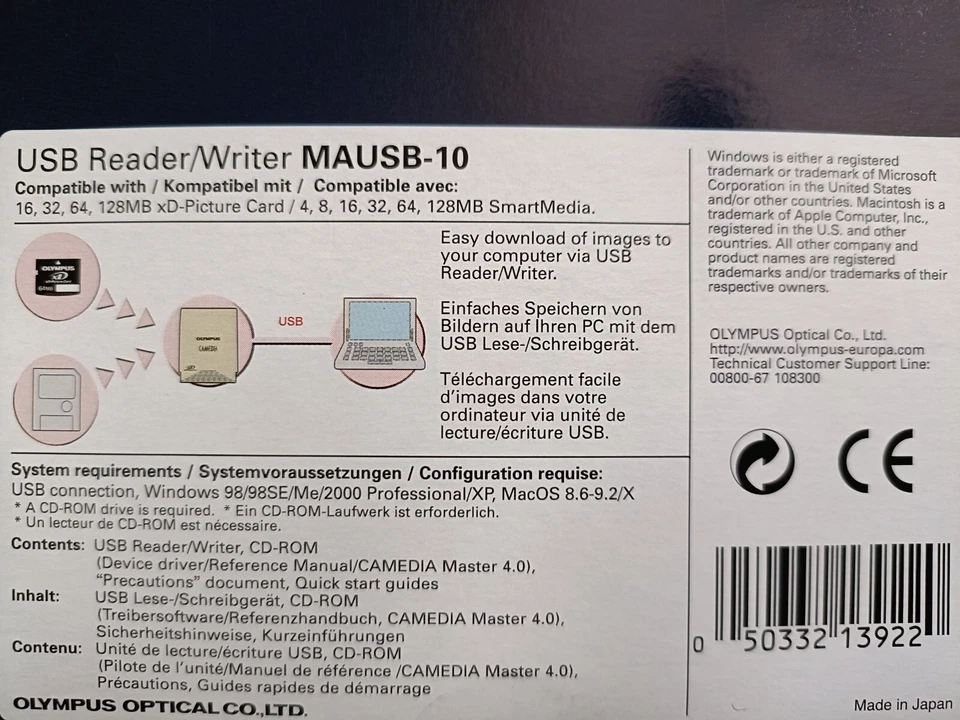 USB Reader/Writer MAUSB-10
Compatible with / Kompatibel mit / Compatible avec:
16, 32, 64, 128MB xD-Picture Card / 4, 8, 16, 32, 64, 128MB SmartMedia.
OLYMPUS
xD
xD-Picture Card
64MB
OLYMPUS
CAMEDIA
xD
USB
Easy download of images to
your computer via USB
Reader/Writer.
Einfaches Speichern von
Bildern auf Ihren PC mit dem
USB Lese-/Schreibgerät.
Téléchargement facile
d'images dans votre
ordinateur via unité de
lecture/écriture USB.
System requirements / Systemvoraussetzungen / Configuration requise:
USB connection, Windows 98/98SE/Me/2000 Professional/XP, MacOS 8.6-9.2/X
* A CD-ROM drive is required. * Ein CD-ROM-Laufwerk ist erforderlich.
* Un lecteur de CD-ROM est nécessaire.
Contents: USB Reader/Writer, CD-ROM
(Device driver/Reference Manual/CAMEDIA Master 4.0),
"Precautions" document, Quick start guides
Inhalt: USB Lese-/Schreibgerät, CD-ROM
(Treibersoftware/Referenzhandbuch, CAMEDIA Master 4.0),
Sicherheitshinweise, Kurzeinführungen
Contenu: Unité de lecture/écriture USB, CD-ROM
(Pilote de l'unité/Manuel de référence /CAMEDIA Master 4.0),
Précautions, Guides rapides de démarrage
OLYMPUS OPTICAL CO.,LTD.
Windows is either a registered
trademark or trademark of Microsoft
Corporation in the United States
and/or other countries. Macintosh is a
trademark of Apple Computer, Inc.,
registered in the U.S. and other
countries. All other company and
product names are registered
trademarks and/or trademarks of their
respective owners.
OLYMPUS Optical Co., Ltd.
http://www.olympus-europa.com
Technical Customer Support Line:
00800-67 108300
CE
0 50332 13922
Made in Japan